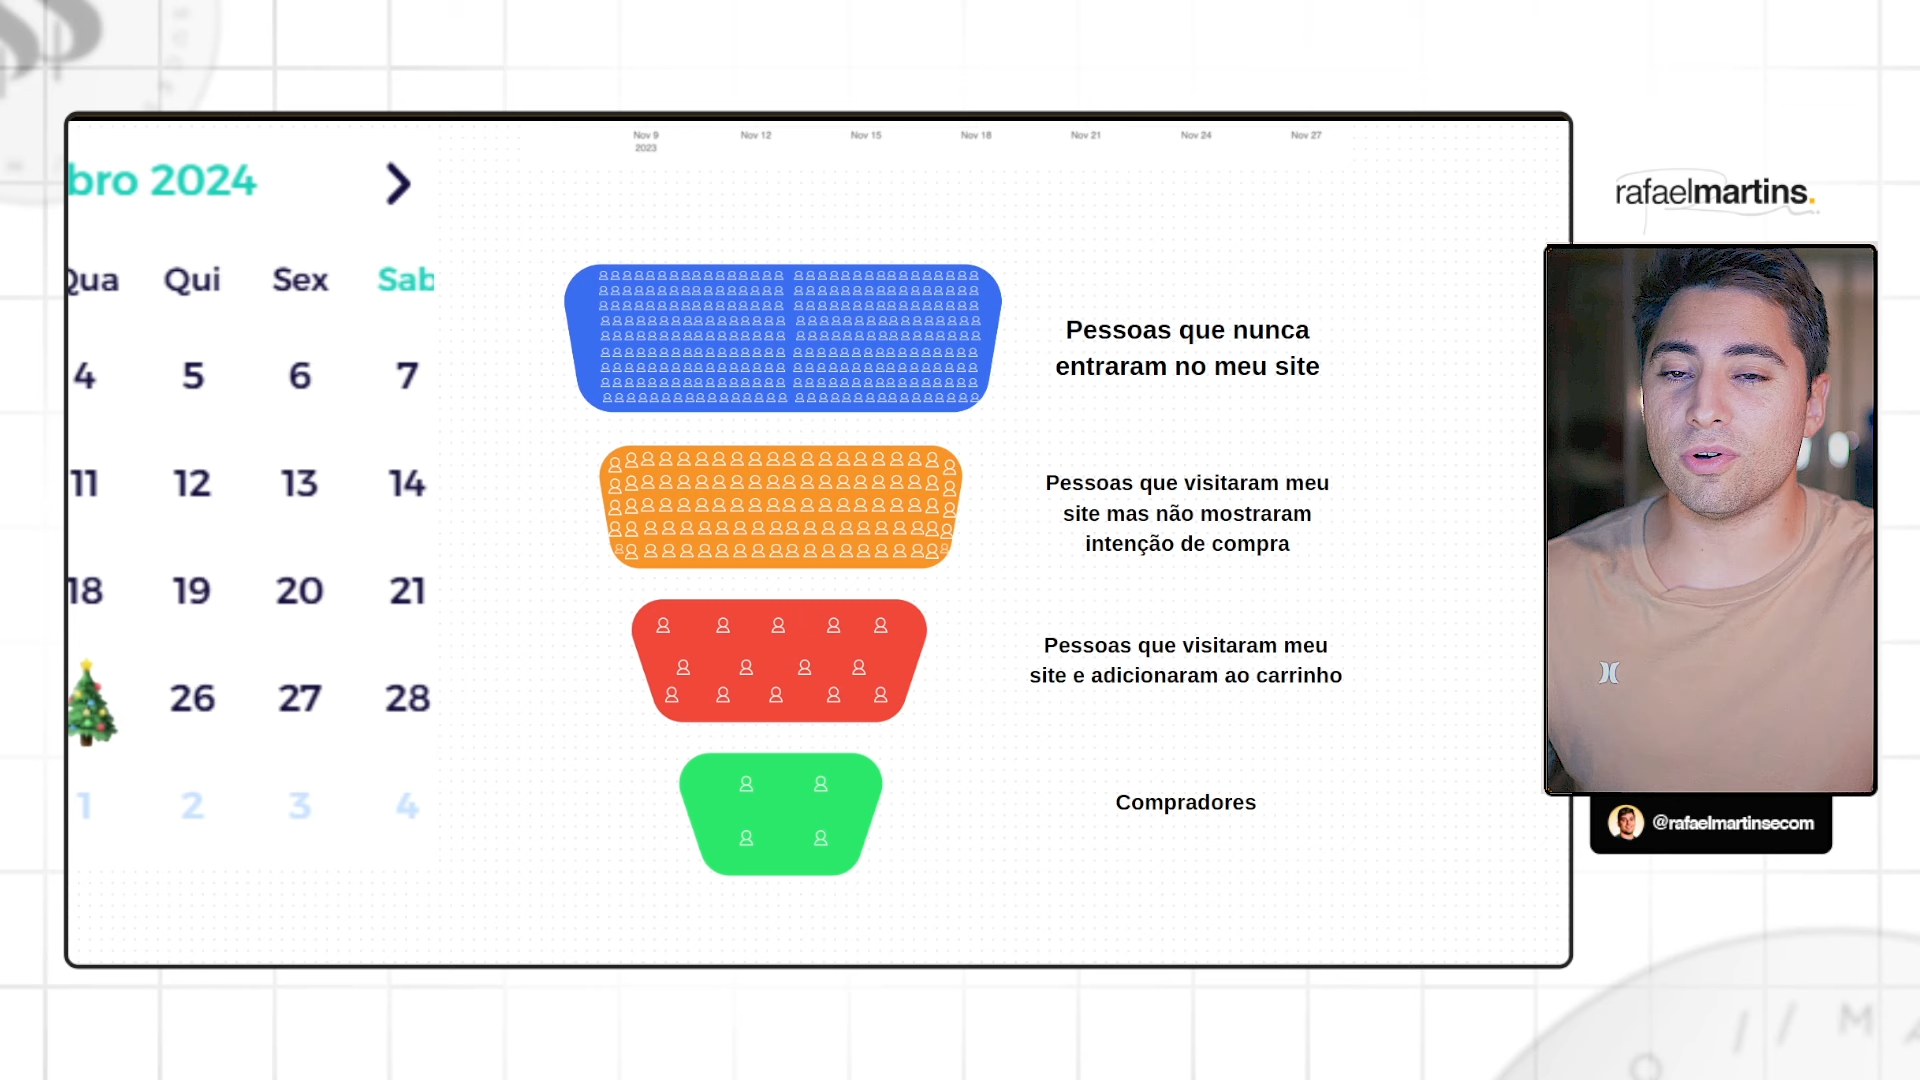 Nov 9
2023
Nov 12
Nov 15
Nov 18
Nov 21
Nov 24
Nov 27
bro 2024
Qua Qui Sex Sab
4 5 6 7
11 12 13 14
18 19 20 21
26 27 28
1 2 3 4
Pessoas que nunca
entraram no meu site
Pessoas que visitaram meu
site mas não mostraram
intenção de compra
Pessoas que visitaram meu
site e adicionaram ao carrinho
Compradores
rafaelmartins.
@rafaelmartinsecom